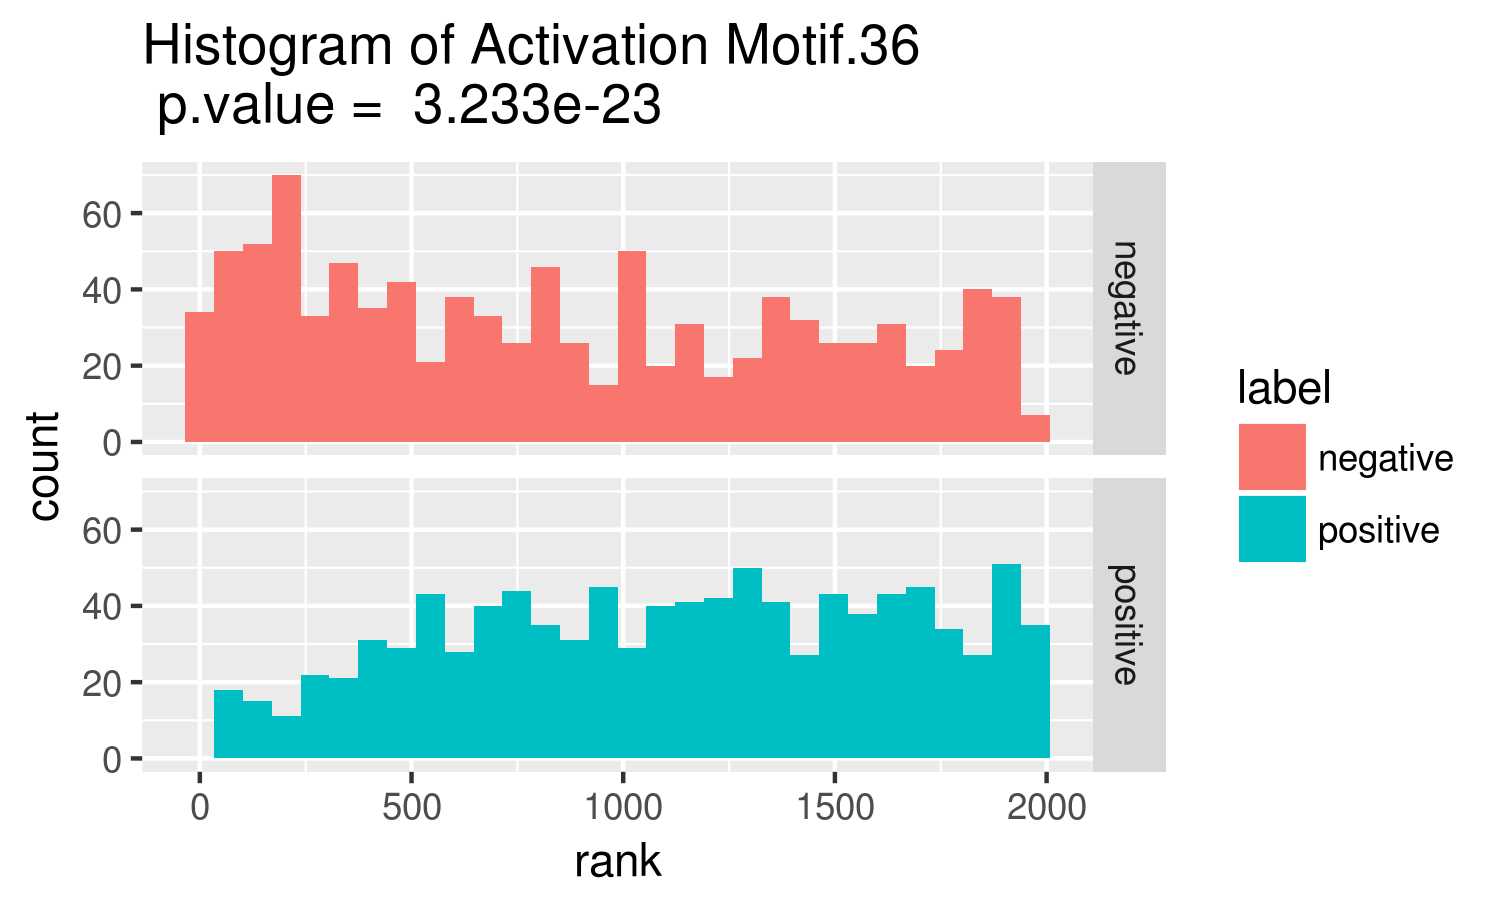 Histogram of Activation Motif.36
p.value = 3.233e-23
60
40
20
0
negative
60
40
20
0
positive
count
0 500 1000 1500 2000
rank
label
negative
positive